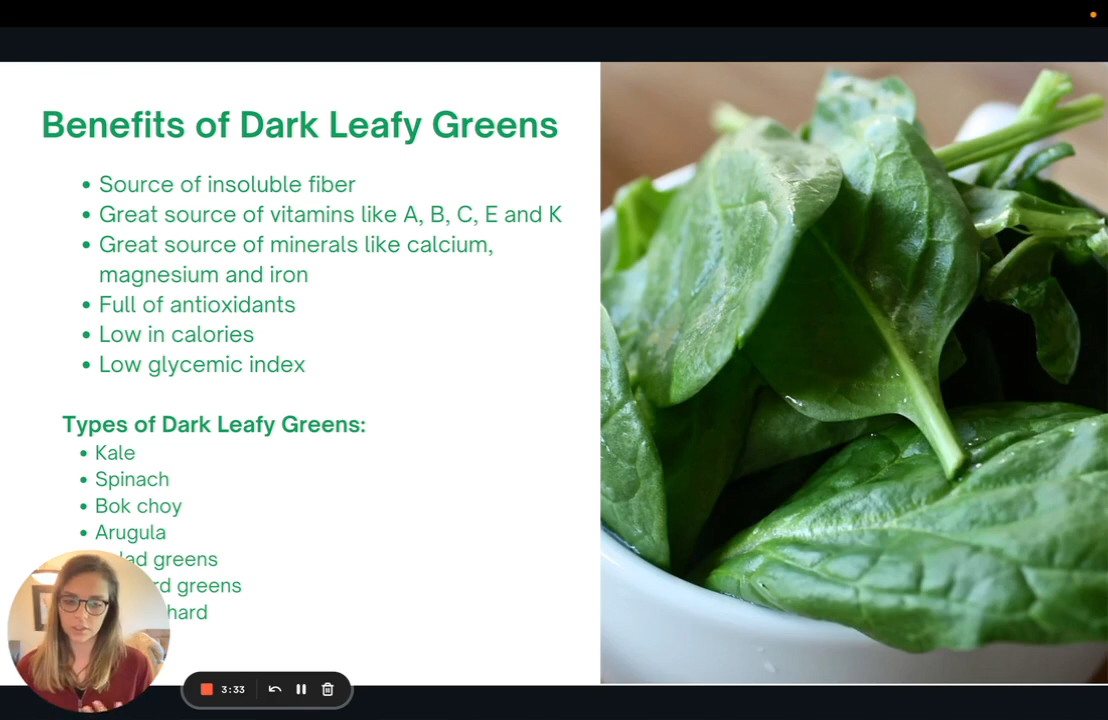 Benefits of Dark Leafy Greens
• Source of insoluble fiber
• Great source of vitamins like A, B, C, E and K
• Great source of minerals like calcium,
magnesium and iron
• Full of antioxidants
• Low in calories
• Low glycemic index
Types of Dark Leafy Greens:
• Kale
• Spinach
• Bok choy
• Arugula
greens
greens
3:33